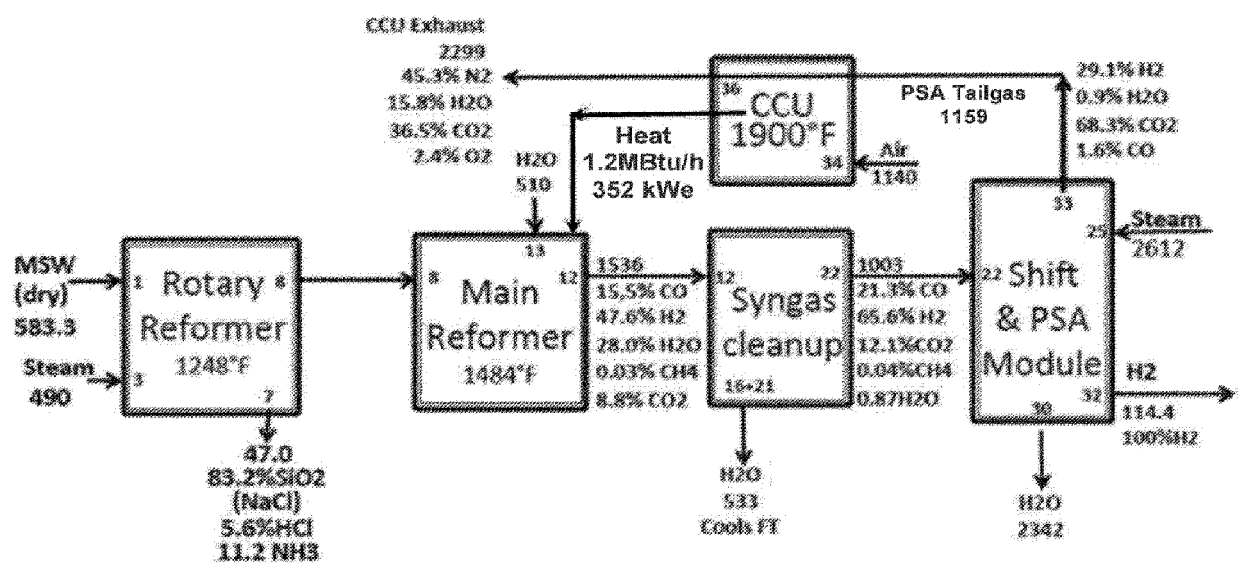 CCU Exhaust
2299
45.3% N2
15.8% H2O
36.5% CO2
2.4% O2
36
CCU
1900°F
34
Air
1140
PSA Tailgas
1159
29.1% H2
0.9% H2O
68.3% CO2
1.6% CO
Heat
1.2MBtu/h
352 kWe
H2O
510
MSW
(dry)
583.3
Steam
490
1
3
Rotary
Reformer
1248°F
6
7
47.0
83.2%SiO2
(NaCl)
5.6%HCl
11.2 NH3
8
13
12
Main
Reformer
1484°F
1536
15.5% CO
47.6% H2
28.0% H2O
0.03% CH4
8.8% CO2
12
22
Syngas
cleanup
16+21
H2O
533
Cools FT
1003
21.3% CO
65.6% H2
12.1%CO2
0.04%CH4
0.87H2O
33
25
22
Shift
& PSA
Module
30
32
Steam
2612
H2
114.4
100%H2
H2O
2342